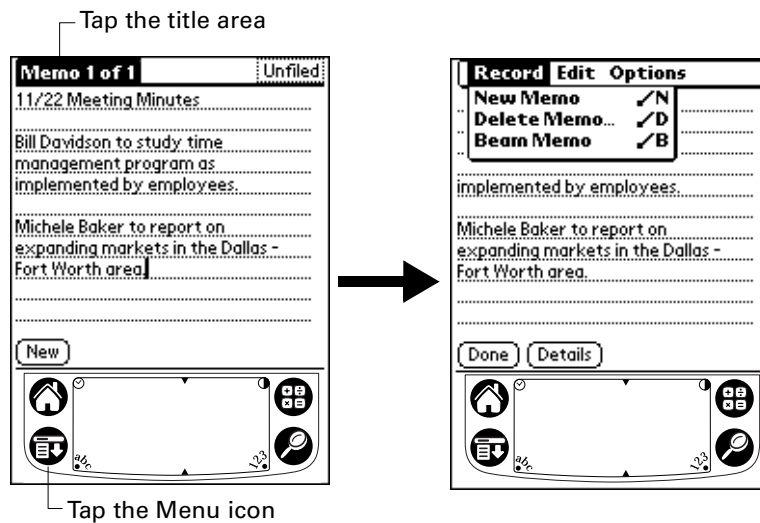 Tap the title area
Memo 1 of 1
Unfiled
11/22 Meeting Minutes
Bill Davidson to study time
management program as
implemented by employees.
Michele Baker to report on
expanding markets in the Dallas -
Fort Worth area.
New
abc
123
Tap the Menu icon
Record Edit Options
New Memo /N
Delete Memo... /D
Beam Memo /B
implemented by employees.
Michele Baker to report on
expanding markets in the Dallas -
Fort Worth area.
Done
Details
abc
123